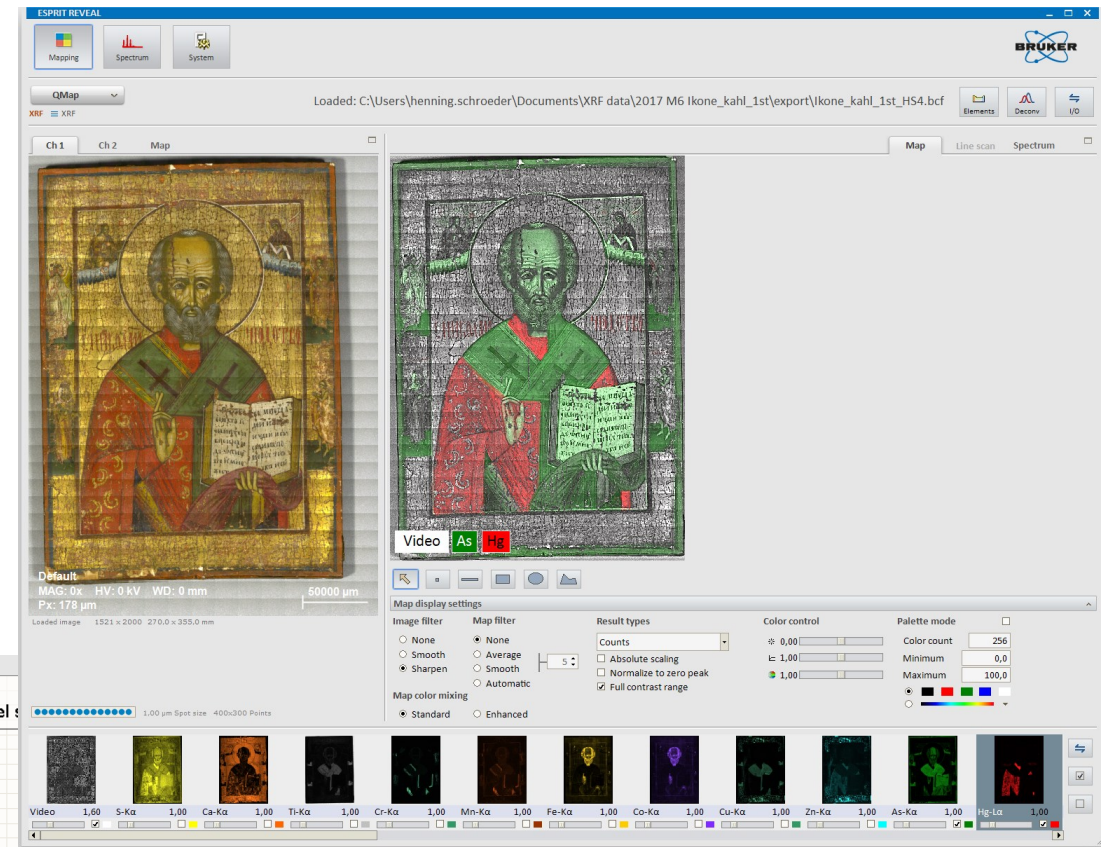 ESPRIT REVEAL
Mapping
Spectrum
System
BRUKER
QMap
XRF
XRF
Loaded: C:\Users\henning.schroeder\Documents\XRF data\2017 M6 Ikone_kahl_1st\export\Ikone_kahl_1st_HS4.bcf
Elements
Deconv
I/O
Ch 1
Ch 2
Map
Map
Line scan
Spectrum
Default
MAG: 0x HV: 0 kV WD: 0 mm
Px: 178 µm
50000 µm
Loaded image 1521 x 2000 270.0 x 355.0 mm
Video
As
Hg
Map display settings
Image filter
None
Smooth
Sharpen
Map filter
None
Average
Smooth
Automatic
5
Map color mixing
Standard
Enhanced
Result types
Counts
Absolute scaling
Normalize to zero peak
Full contrast range
Color control
0,00
1,00
1,00
Palette mode
Color count 256
Minimum 0,0
Maximum 100,0
1.00 µm Spot size 400x300 Points
Video 1,60
S-Kα 1,00
Ca-Kα 1,00
Ti-Kα 1,00
Cr-Kα 1,00
Mn-Kα 1,00
Fe-Kα 1,00
Co-Kα 1,00
Cu-Kα 1,00
Zn-Kα 1,00
As-Kα 1,00
Hg-Lα 1,00